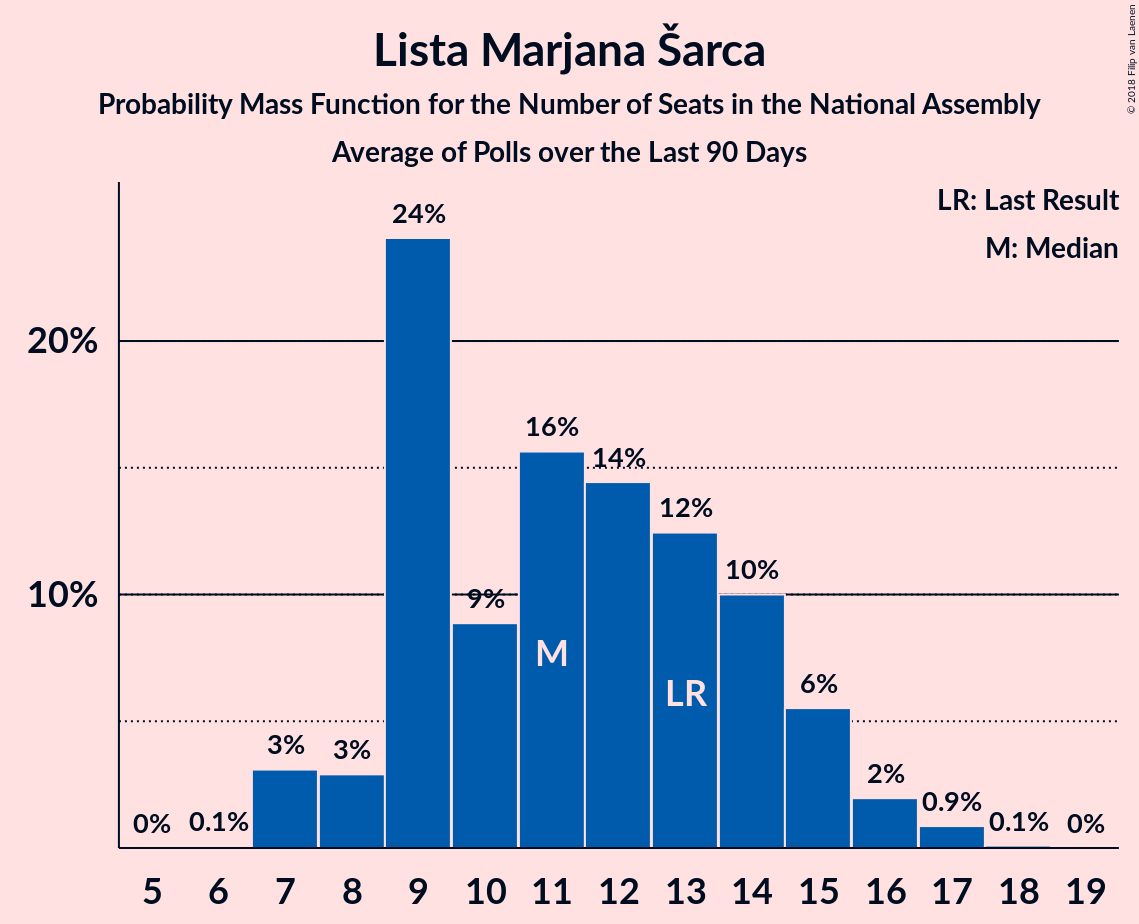 Lista Marjana Šarca
Probability Mass Function for the Number of Seats in the National Assembly
Average of Polls over the Last 90 Days
© 2018 Filip van Laenen
LR: Last Result
M: Median
20%
10%
0%
0.1%
3%
3%
24%
9%
16%
14%
12%
10%
6%
2%
0.9%
0.1%
0%
M
LR
5 6 7 8 9 10 11 12 13 14 15 16 17 18 19